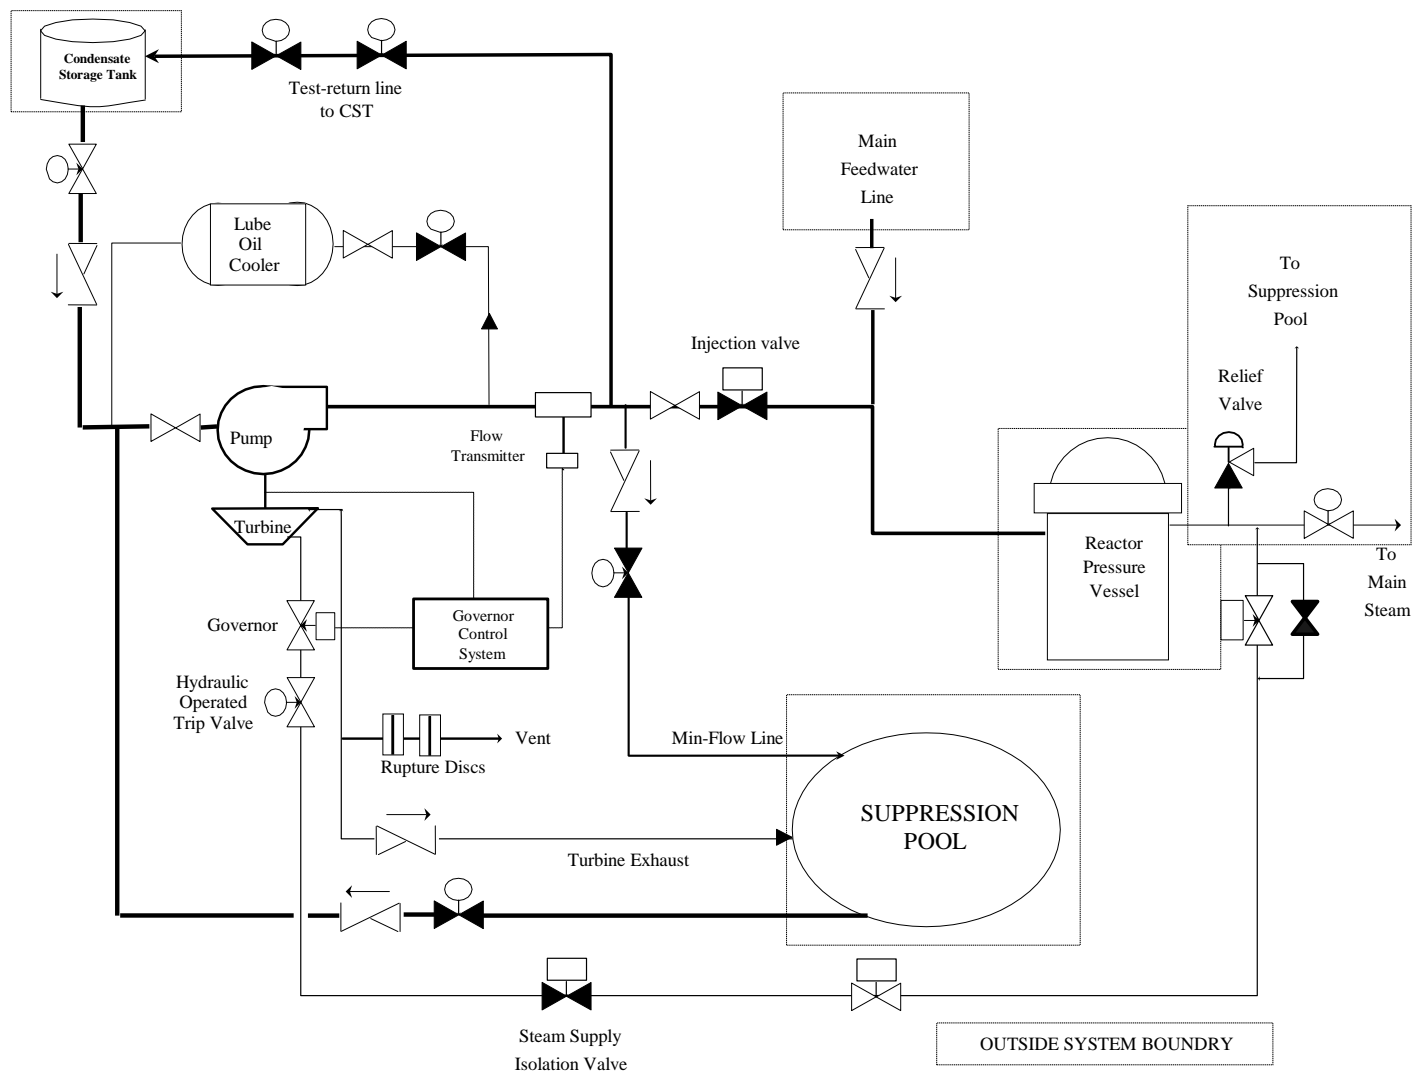 Condensate
Storage Tank
Test-return line
to CST
Main
Feedwater
Line
Lube
Oil
Cooler
To
Suppression
Pool
Injection valve
Relief
Valve
Pump
Flow
Transmitter
Turbine
Reactor
Pressure
Vessel
To
Main
Steam
Governor
Governor
Control
System
Hydraulic
Operated
Trip Valve
Vent
Rupture Discs
Min-Flow Line
SUPPRESSION
POOL
Turbine Exhaust
Steam Supply
Isolation Valve
OUTSIDE SYSTEM BOUNDRY